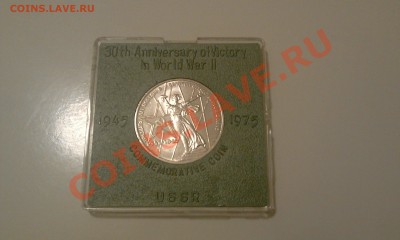 COINS.LAVE.RU
30th Anniversary of Victory
in World War II
1945 1975
COMMEMORATIVE COIN
USSR
COINS.LAVE.RU